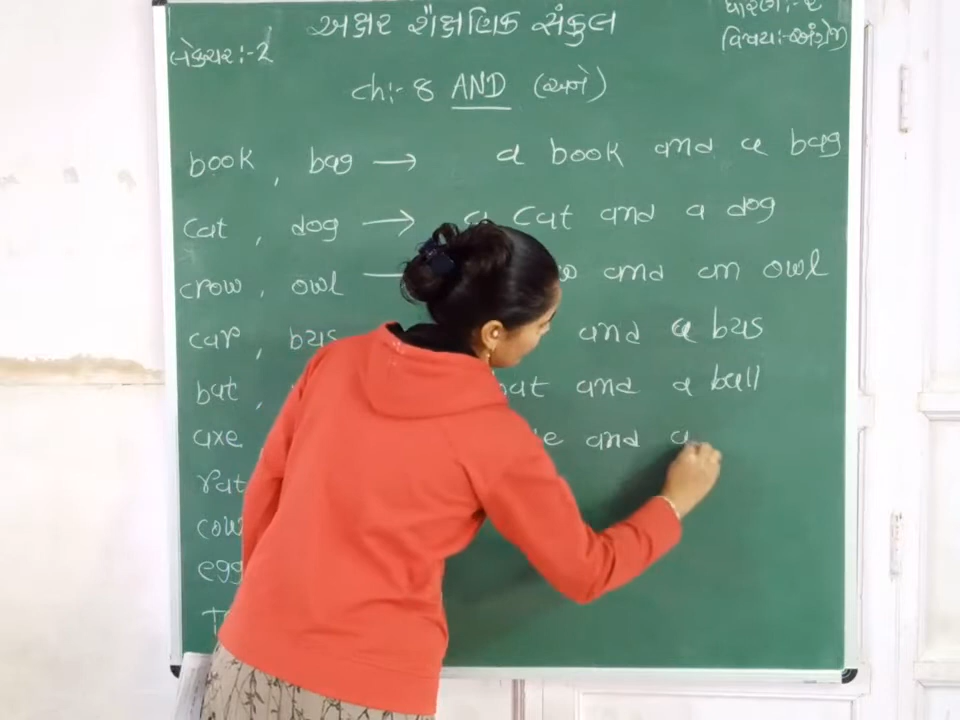 અક્ષર શૈક્ષણિક સંકુલ
ધોરણ:-૨
લેક્ચર:-2
વિષય:-અંગ્રેજી
ch:- 8 AND (અને)
book , bag → a book and a bag
cat , dog → a cat and a dog
crow , owl and an owl
car , bus and a bus
bat , and a ball
axe and a
rat
cow
egg